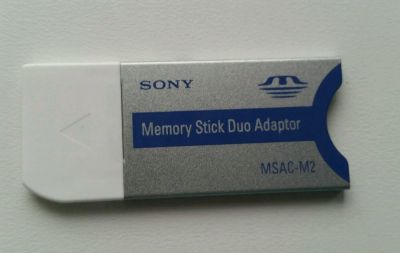 SONY
Memory Stick Duo Adaptor
MSAC-M2